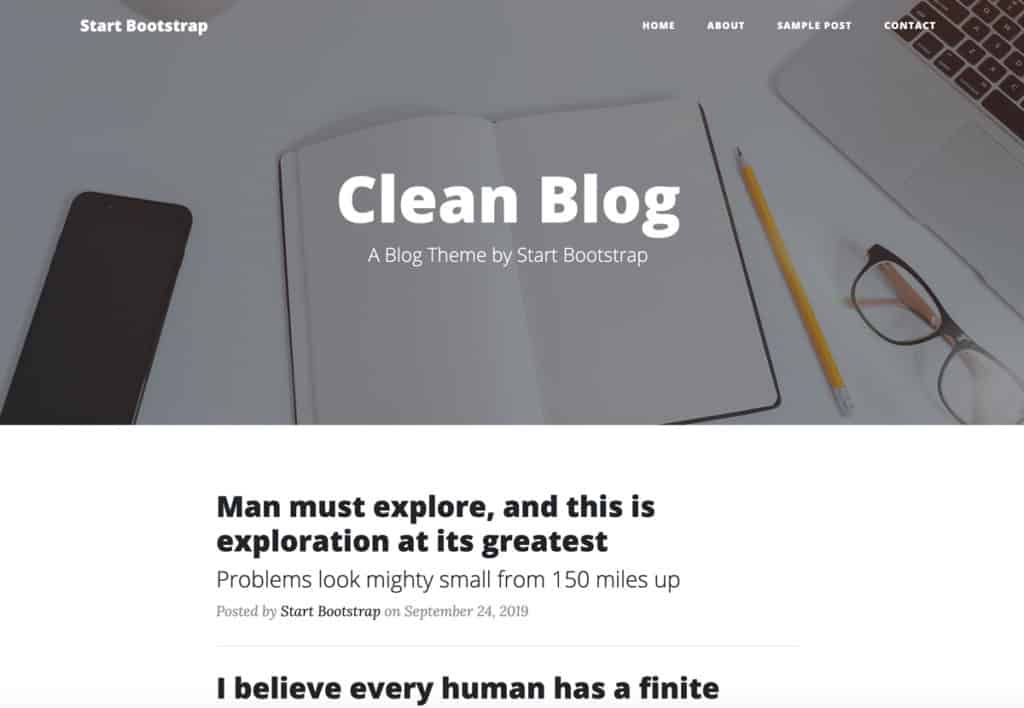 Start Bootstrap
HOME ABOUT SAMPLE POST CONTACT
Clean Blog
A Blog Theme by Start Bootstrap
Man must explore, and this is
exploration at its greatest
Problems look mighty small from 150 miles up
Posted by Start Bootstrap on September 24, 2019
I believe every human has a finite